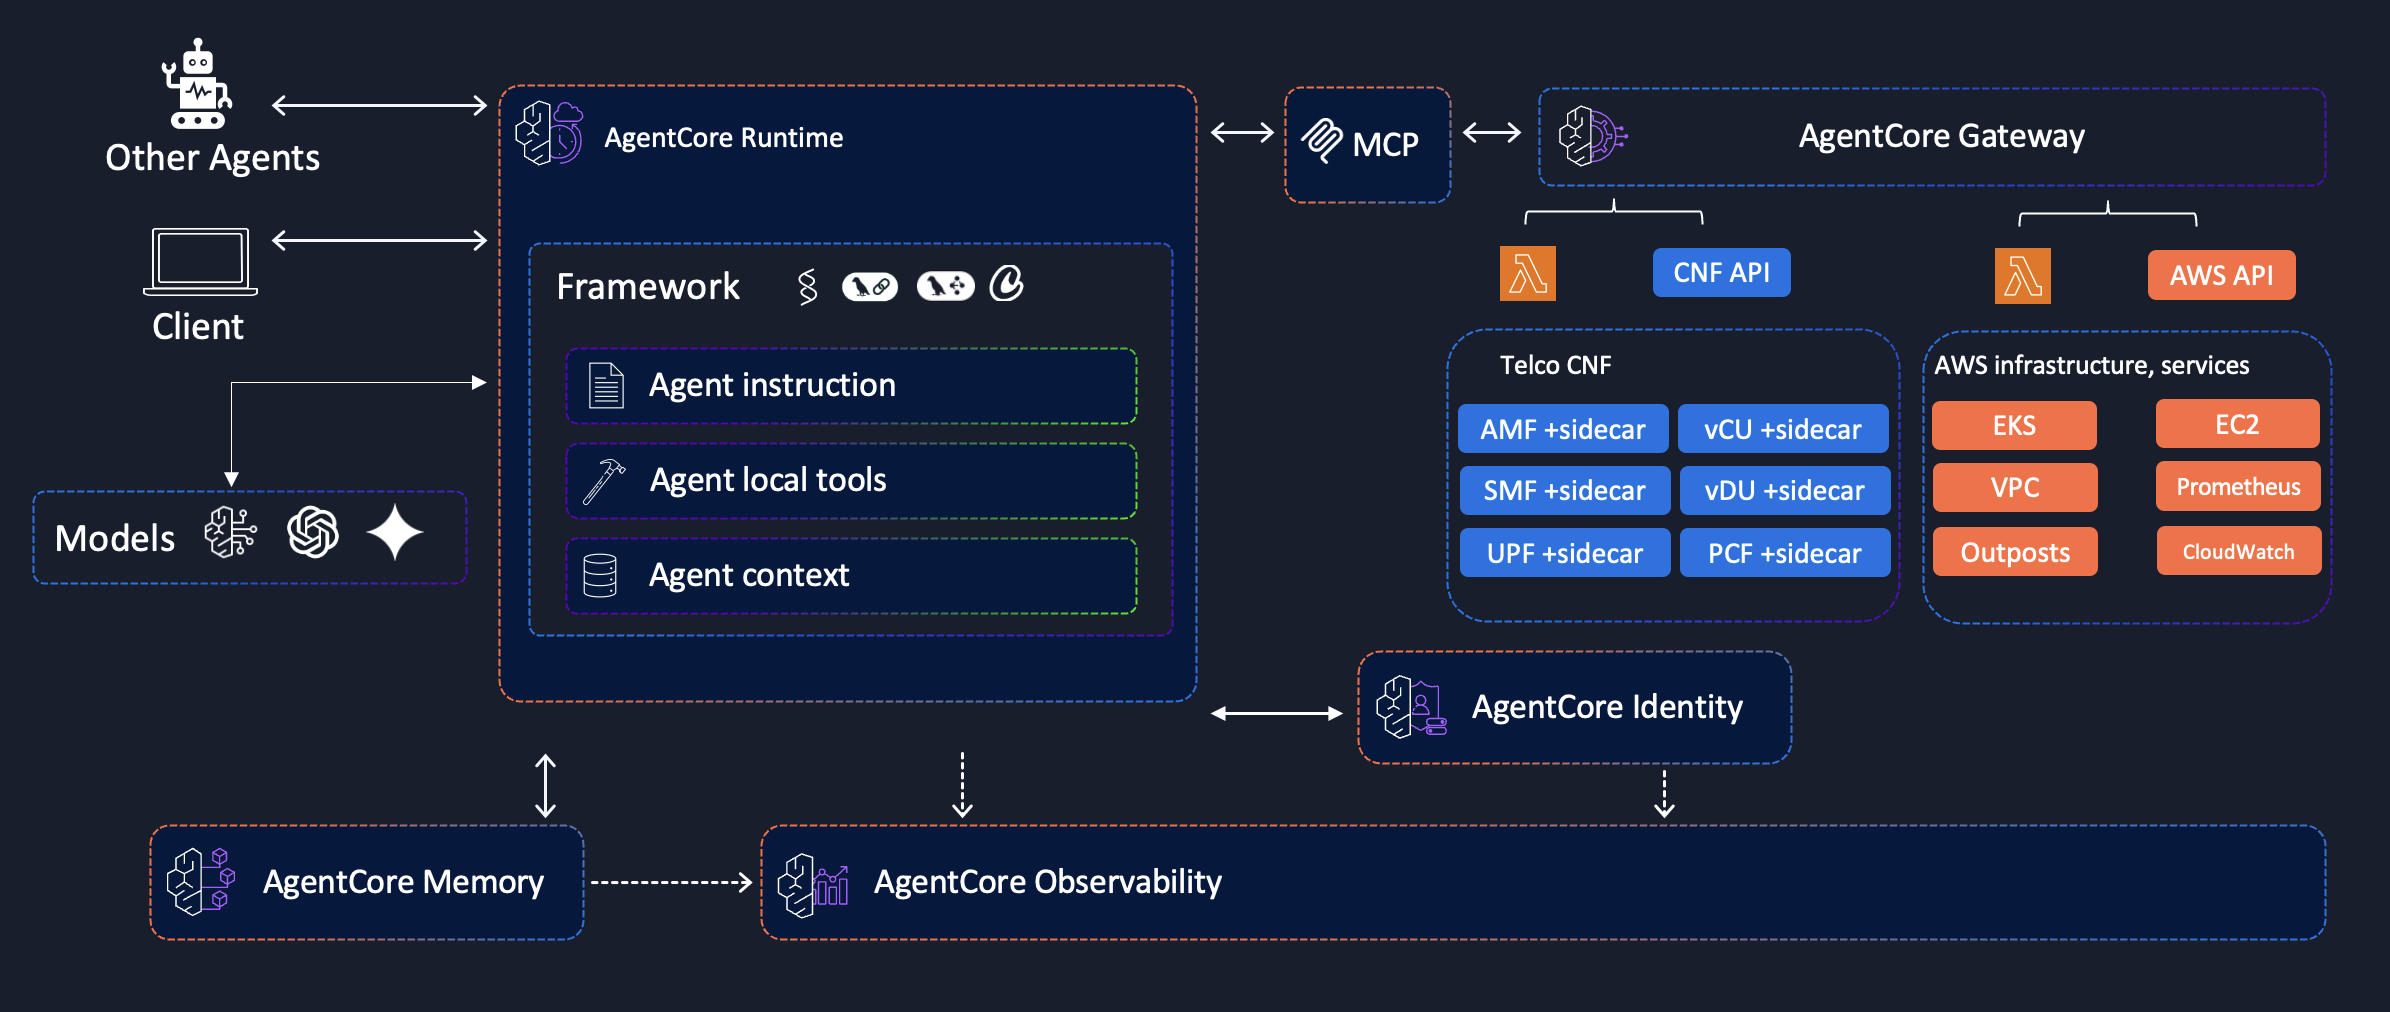 Other Agents
Client
Models
AgentCore Runtime
Framework
Agent instruction
Agent local tools
Agent context
MCP
AgentCore Gateway
CNF API
AWS API
Telco CNF
AMF +sidecar
vCU +sidecar
SMF +sidecar
vDU +sidecar
UPF +sidecar
PCF +sidecar
AWS infrastructure, services
EKS
EC2
VPC
Prometheus
Outposts
CloudWatch
AgentCore Identity
AgentCore Memory
AgentCore Observability